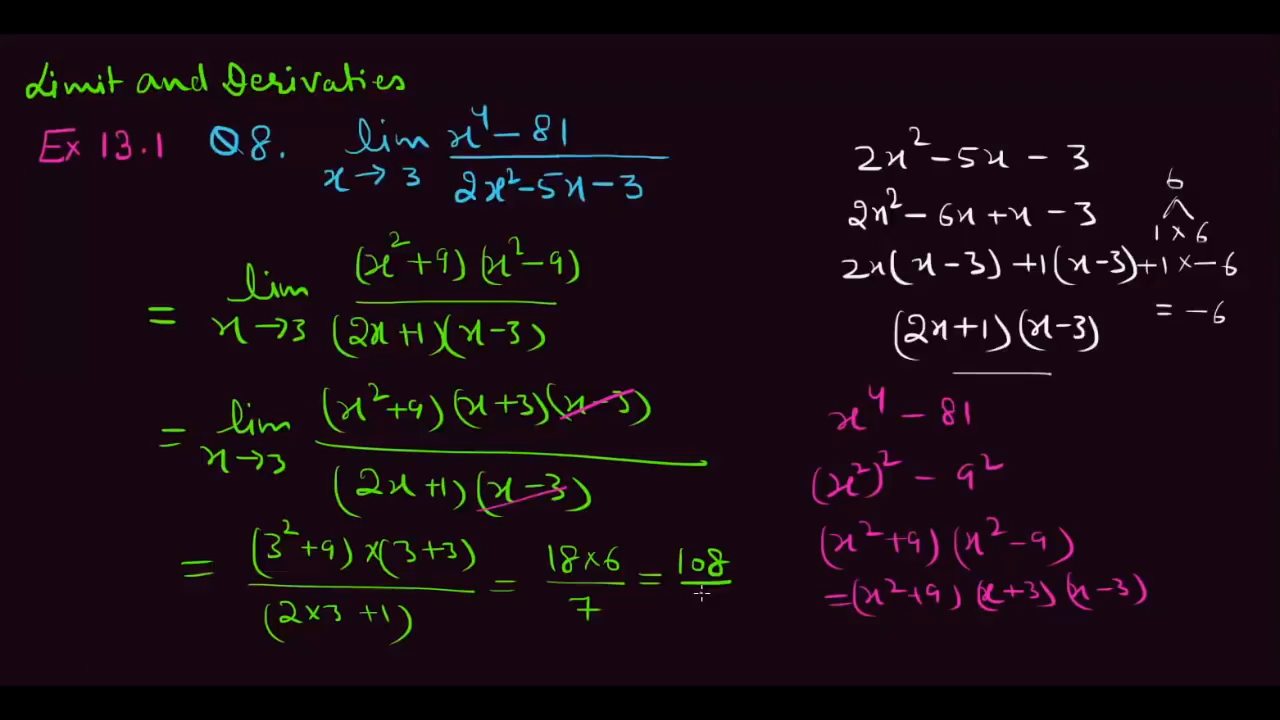 Limit and Derivaties
Ex 13.1 Q8. lim x→3 x⁴ - 81 / 2x² - 5x - 3
= lim x→3 (x² + 9) (x² - 9) / (2x + 1)(x - 3)
= lim x→3 (x² + 9) (x + 3) (x - 3) / (2x + 1) (x - 3)
= (3² + 9) × (3 + 3) / (2 × 3 + 1) = 18 × 6 / 7 = 108 /
2x² - 5x - 3
2x² - 6x + x - 3
2x(x - 3) + 1(x - 3)
(2x + 1) (x - 3)
6
1 × 6
+1 × -6
= -6
x⁴ - 81
(x²)² - 9²
(x² + 9) (x² - 9)
= (x² + 9) (x + 3) (x - 3)